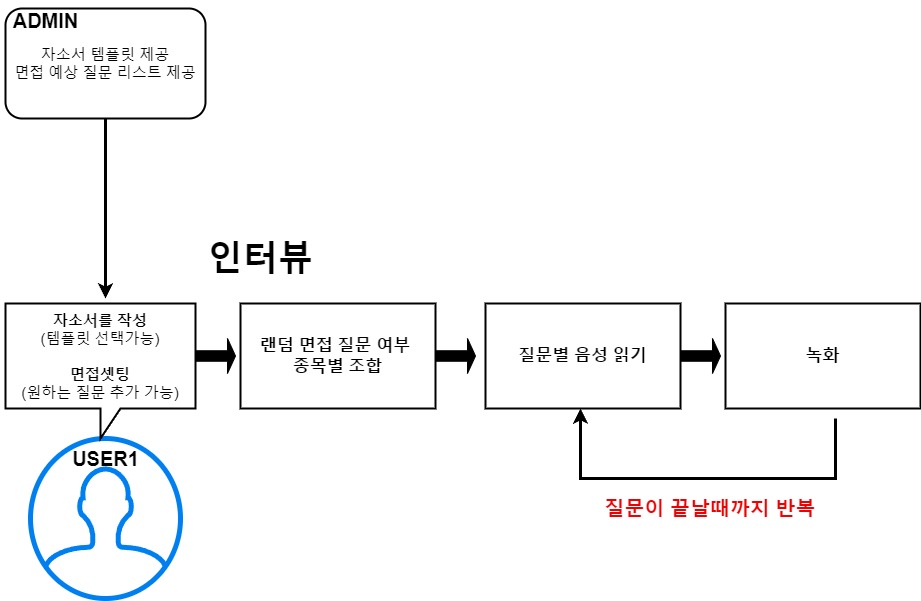 ADMIN
자소서 템플릿 제공
면접 예상 질문 리스트 제공
인터뷰
자소서를 작성
(템플릿 선택가능)
면접셋팅
(원하는 질문 추가 가능)
랜덤 면접 질문 여부
종목별 조합
질문별 음성 읽기
녹화
USER1
질문이 끝날때까지 반복